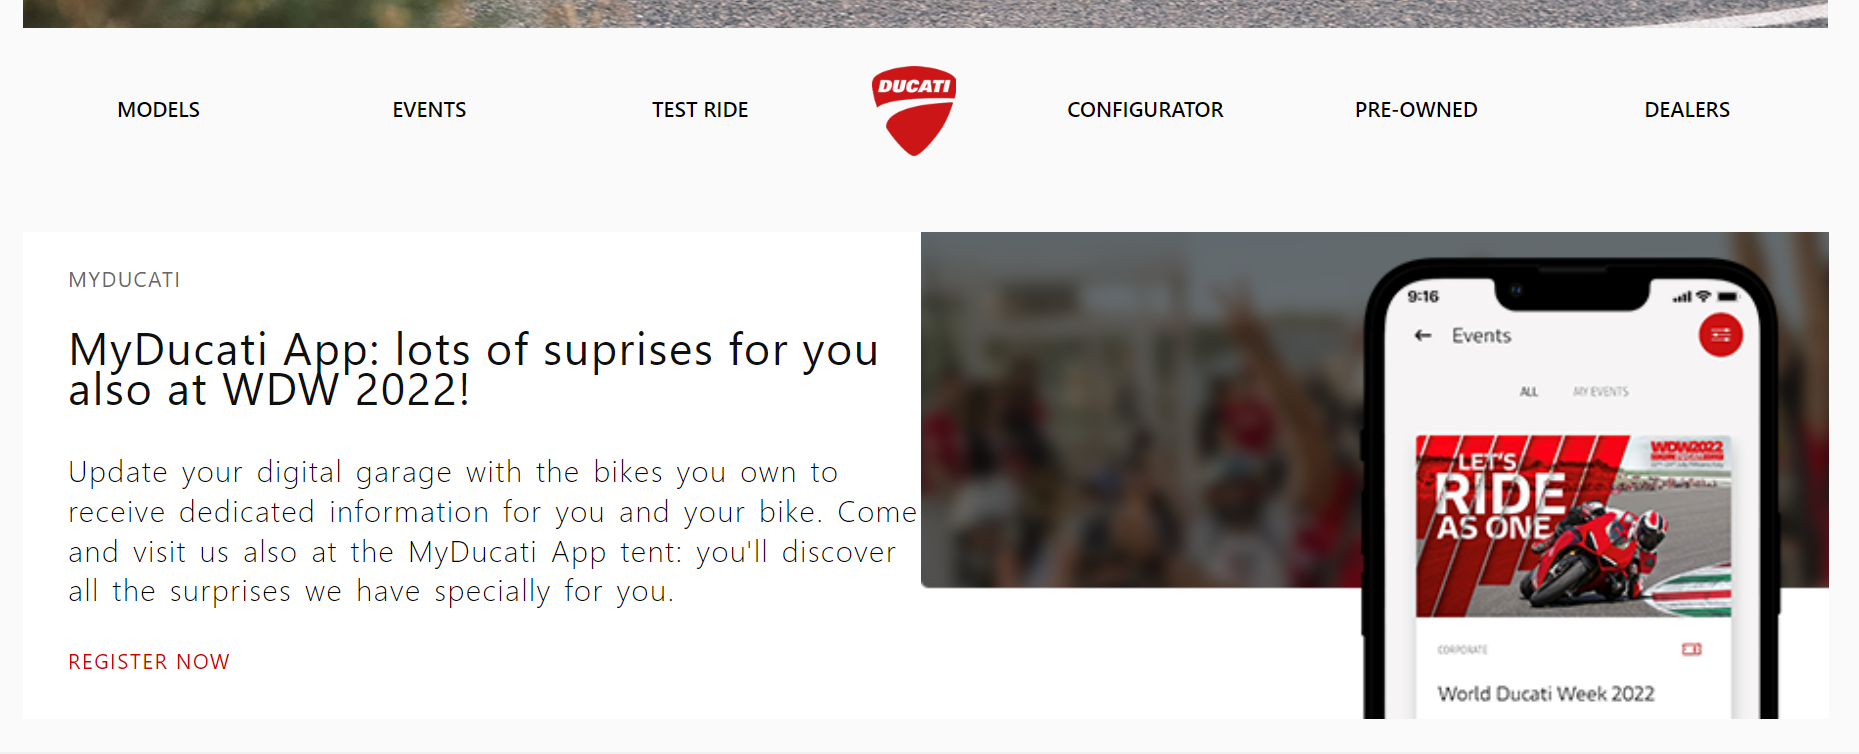 MODELS EVENTS TEST RIDE DUCATI CONFIGURATOR PRE-OWNED DEALERS
MYDUCATI
MyDucati App: lots of suprises for you
also at WDW 2022!
Update your digital garage with the bikes you own to
receive dedicated information for you and your bike. Come
and visit us also at the MyDucati App tent: you'll discover
all the surprises we have specially for you.
REGISTER NOW
9:16
Events
ALL MY EVENTS
WDW2022
LET'S
RIDE
AS ONE
CORPORATE
World Ducati Week 2022